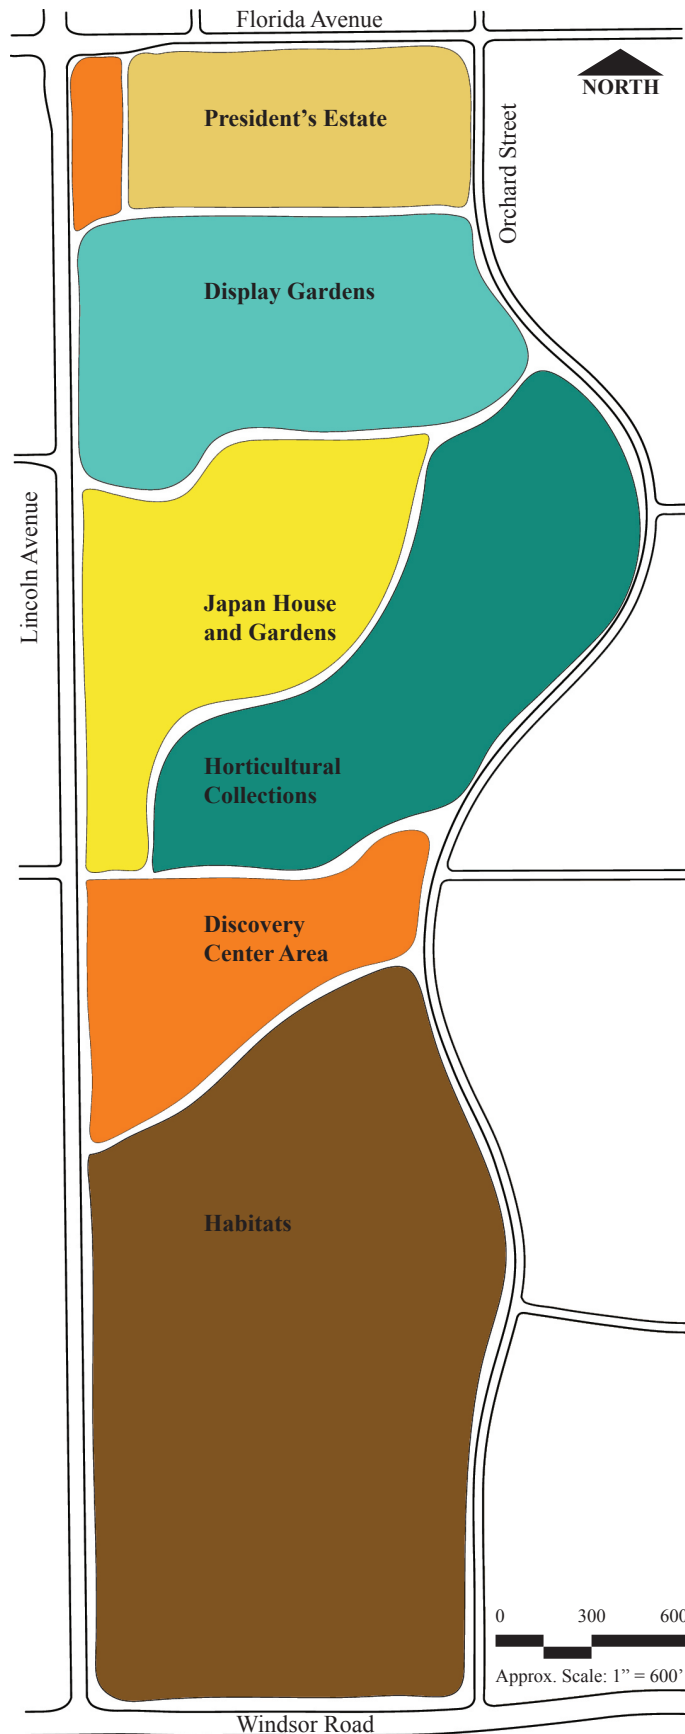 Florida Avenue
NORTH
President’s Estate
Orchard Street
Display Gardens
Lincoln Avenue
Japan House
and Gardens
Horticultural
Collections
Discovery
Center Area
Habitats
0 300 600
Approx. Scale: 1” = 600’
Windsor Road